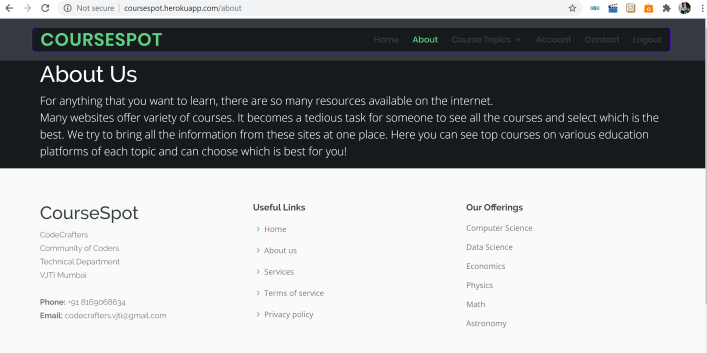 Not secure | coursespot.herokuapp.com/about
COURSESPOT
Home About Course Topics Account Contact Logout
About Us
For anything that you want to learn, there are so many resources available on the internet.
Many websites offer variety of courses. It becomes a tedious task for someone to see all the courses and select which is the
best. We try to bring all the information from these sites at one place. Here you can see top courses on various education
platforms of each topic and can choose which is best for you!
CourseSpot
CodeCrafters
Community of Coders
Technical Department
VJTI Mumbai
Phone: +91 8169068634
Email: codecrafters.vjti@gmail.com
Useful Links
Home
About us
Services
Terms of service
Privacy policy
Our Offerings
Computer Science
Data Science
Economics
Physics
Math
Astronomy